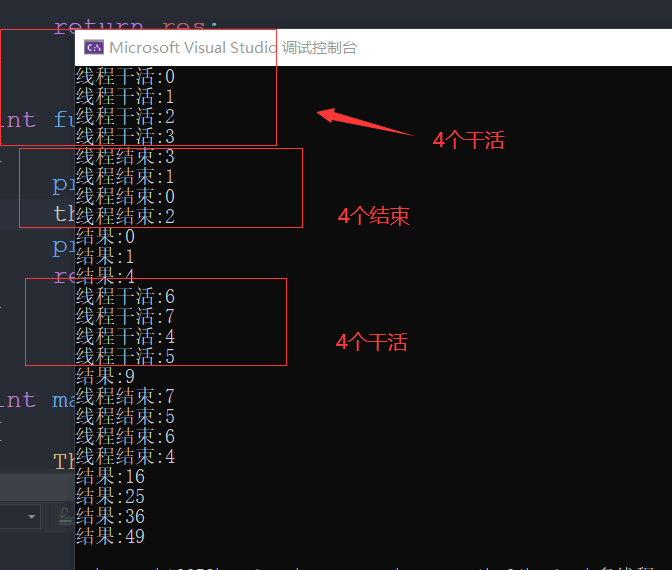 return res;
Microsoft Visual Studio 调试控制台
线程干活:0
线程干活:1
线程干活:2
int fu
线程干活:3
4个干活
线程结束:3
线程结束:1
pr
线程结束:0
th
线程结束:2
4个结束
pr
结果:0
结果:1
re
结果:4
线程干活:6
线程干活:7
线程干活:4
4个干活
线程干活:5
结果:9
int ma
线程结束:7
线程结束:5
线程结束:6
Th
线程结束:4
结果:16
结果:25
结果:36
结果:49